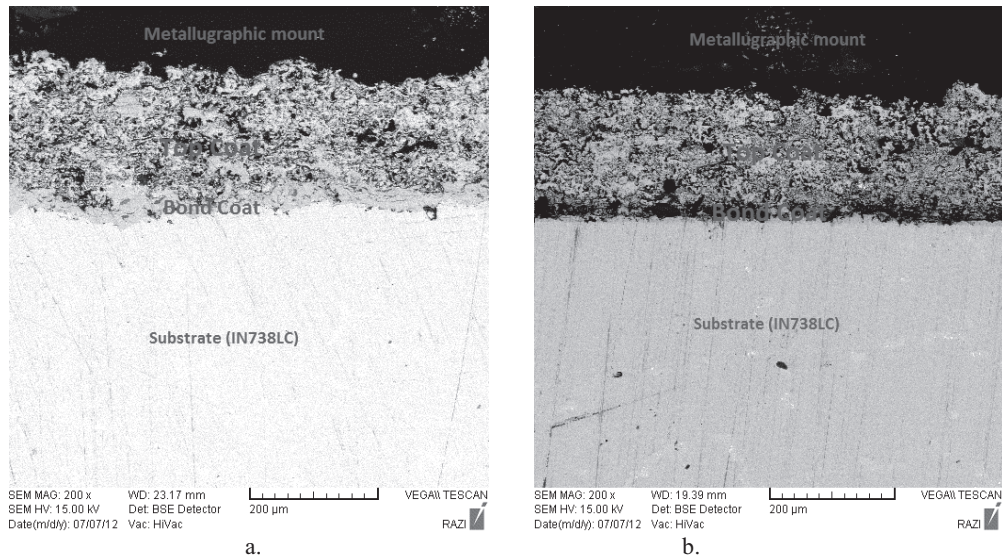 Metallugraphic mount
Top Coat
Bond Coat
Substrate (IN738LC)
SEM MAG: 200 x WD: 23.17 mm
SEM HV: 15.00 kV Det: BSE Detector
Date(m/d/y): 07/07/12 Vac: HiVac
200 µm
VEGA\\ TESCAN
RAZI
a.
Metallugraphic mount
Top Coat
Bond Coat
Substrate (IN738LC)
SEM MAG: 200 x WD: 19.39 mm
SEM HV: 15.00 kV Det: BSE Detector
Date(m/d/y): 07/07/12 Vac: HiVac
200 µm
VEGA\\ TESCAN
RAZI
b.